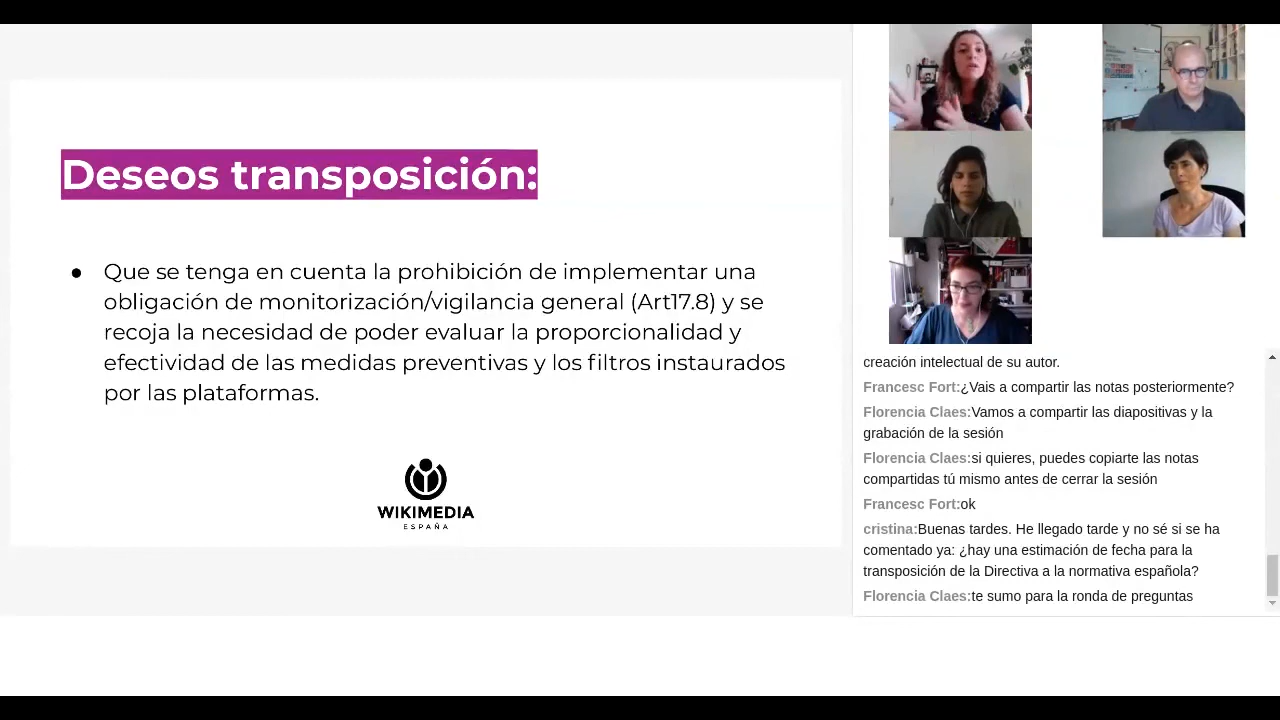 Deseos transposición:
● Que se tenga en cuenta la prohibición de implementar una
obligación de monitorización/vigilancia general (Art17.8) y se
recoja la necesidad de poder evaluar la proporcionalidad y
efectividad de las medidas preventivas y los filtros instaurados
por las plataformas.
WIKIMEDIA
ESPAÑA
creación intelectual de su autor.
Francesc Fort:¿Vais a compartir las notas posteriormente?
Florencia Claes:Vamos a compartir las diapositivas y la
grabación de la sesión
Florencia Claes:si quieres, puedes copiarte las notas
compartidas tú mismo antes de cerrar la sesión
Francesc Fort:ok
cristina:Buenas tardes. He llegado tarde y no sé si se ha
comentado ya: ¿hay una estimación de fecha para la
transposición de la Directiva a la normativa española?
Florencia Claes:te sumo para la ronda de preguntas